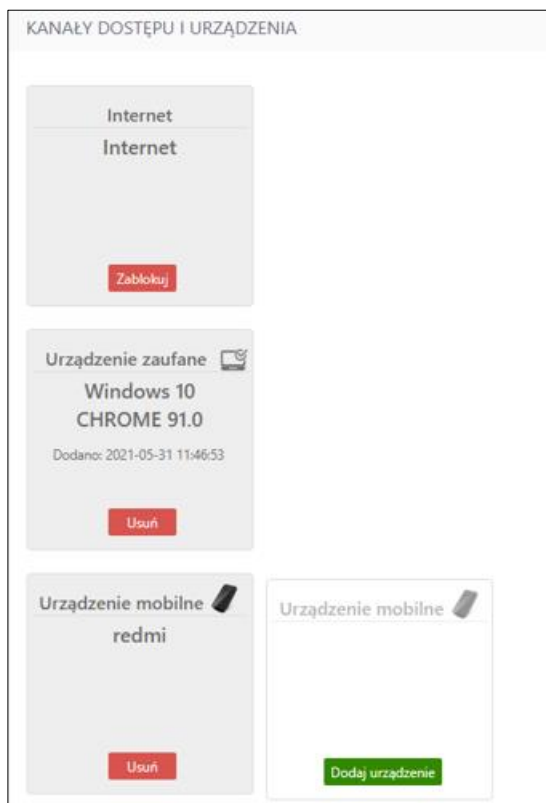 KANAŁY DOSTĘPU I URZĄDZENIA
Internet
Internet
Zablokuj
Urządzenie zaufane
Windows 10
CHROME 91.0
Dodano: 2021-05-31 11:46:53
Usuń
Urządzenie mobilne
redmi
Usuń
Urządzenie mobilne
Dodaj urządzenie